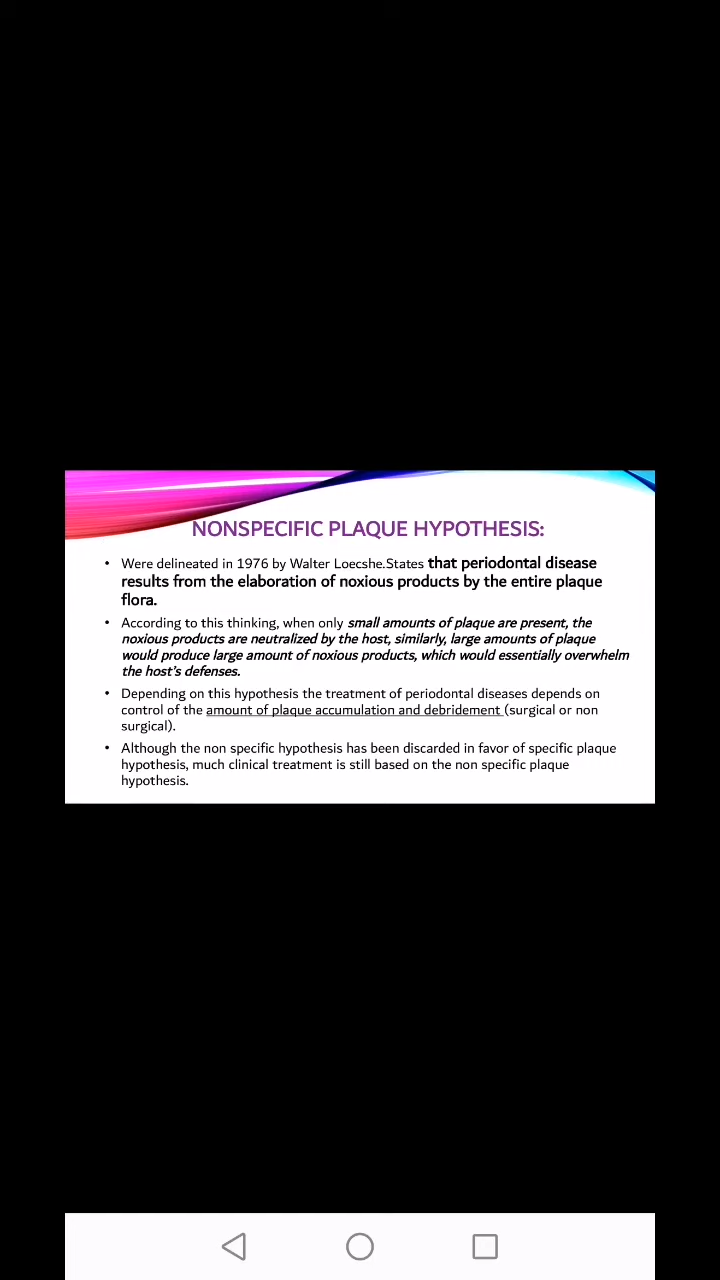 NONSPECIFIC PLAQUE HYPOTHESIS:
• Were delineated in 1976 by Walter Loecshe.States that periodontal disease
results from the elaboration of noxious products by the entire plaque
flora.
• According to this thinking, when only small amounts of plaque are present, the
noxious products are neutralized by the host, similarly, large amounts of plaque
would produce large amount of noxious products, which would essentially overwhelm
the host's defenses.
• Depending on this hypothesis the treatment of periodontal diseases depends on
control of the amount of plaque accumulation and debridement (surgical or non
surgical).
• Although the non specific hypothesis has been discarded in favor of specific plaque
hypothesis, much clinical treatment is still based on the non specific plaque
hypothesis.